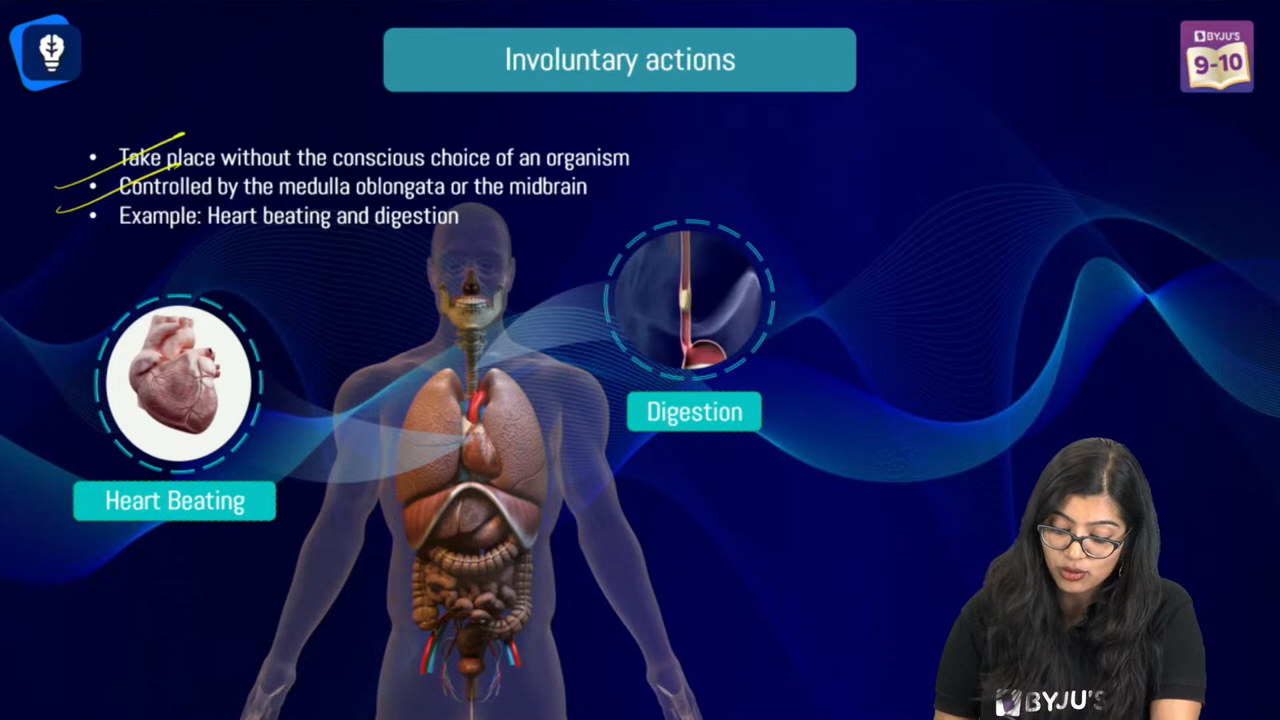 Involuntary actions
BYJU'S
9-10
• Take place without the conscious choice of an organism
• Controlled by the medulla oblongata or the midbrain
• Example: Heart beating and digestion
Digestion
Heart Beating
BYJU'S